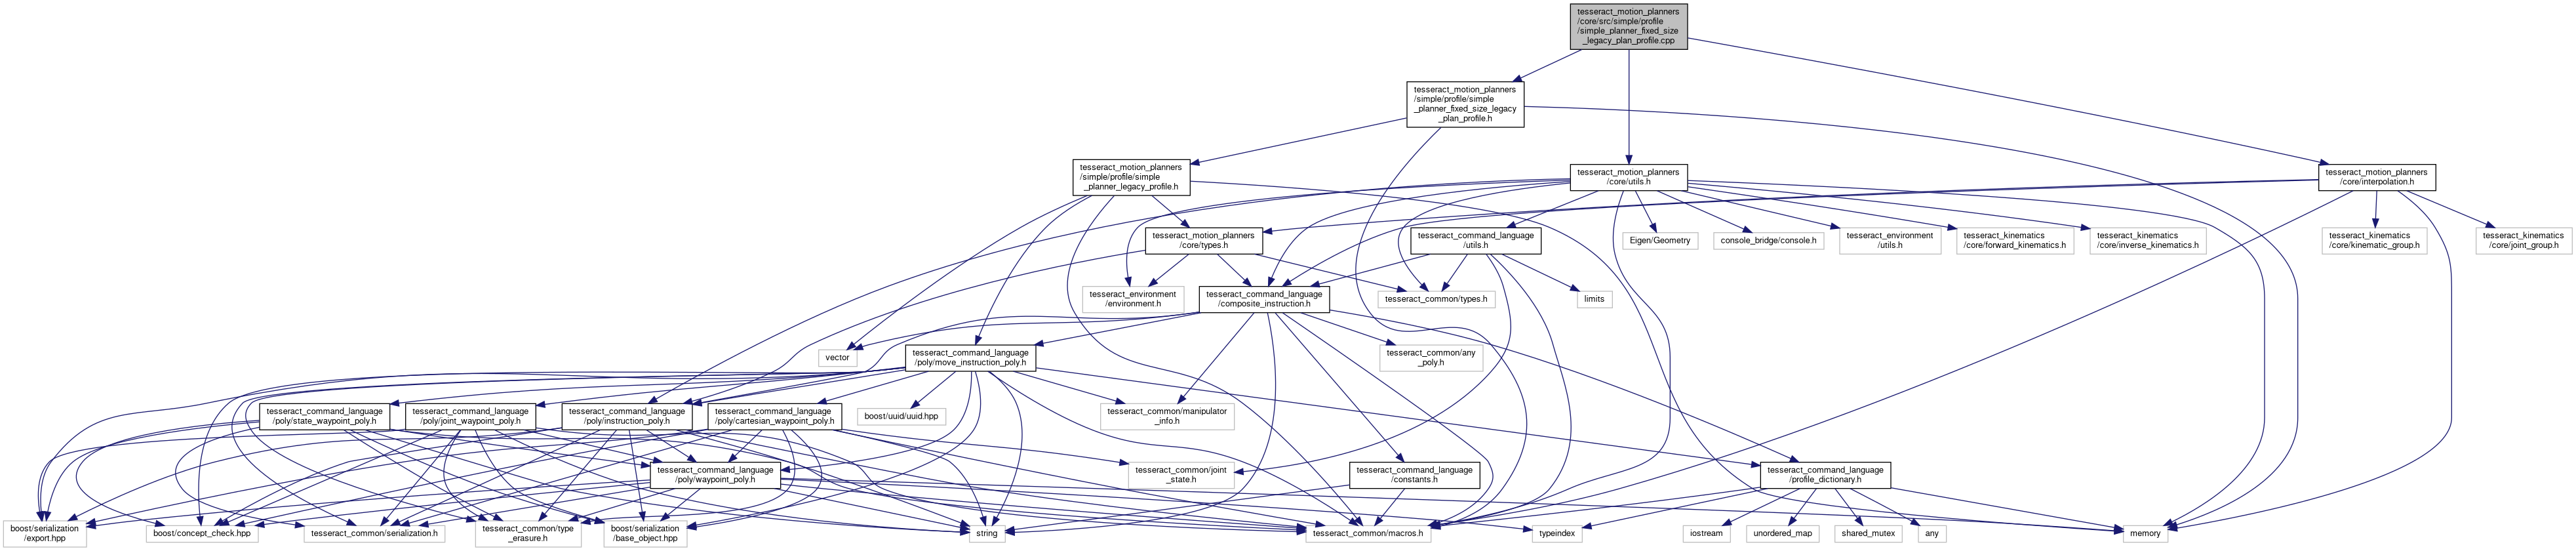 tesseract_motion_planners
/core/src/simple/profile
/simple_planner_fixed_size
_legacy_plan_profile.cpp
tesseract_motion_planners
/simple/profile/simple
_planner_fixed_size_legacy
_plan_profile.h
tesseract_motion_planners
/simple/profile/simple
_planner_legacy_profile.h
tesseract_motion_planners
/core/utils.h
tesseract_motion_planners
/core/interpolation.h
tesseract_motion_planners
/core/types.h
tesseract_command_language
/utils.h
Eigen/Geometry
console_bridge/console.h
tesseract_environment
/utils.h
tesseract_kinematics
/core/forward_kinematics.h
tesseract_kinematics
/core/inverse_kinematics.h
tesseract_kinematics
/core/kinematic_group.h
tesseract_kinematics
/core/joint_group.h
tesseract_environment
/environment.h
tesseract_command_language
/composite_instruction.h
tesseract_common/types.h
limits
vector
tesseract_command_language
/poly/move_instruction_poly.h
tesseract_common/any
_poly.h
tesseract_command_language
/poly/state_waypoint_poly.h
tesseract_command_language
/poly/joint_waypoint_poly.h
tesseract_command_language
/poly/instruction_poly.h
tesseract_command_language
/poly/cartesian_waypoint_poly.h
boost/uuid/uuid.hpp
tesseract_common/manipulator
_info.h
tesseract_command_language
/poly/waypoint_poly.h
tesseract_common/joint
_state.h
tesseract_command_language
/constants.h
tesseract_command_language
/profile_dictionary.h
boost/serialization
/export.hpp
boost/concept_check.hpp
tesseract_common/serialization.h
tesseract_common/type
_erasure.h
boost/serialization
/base_object.hpp
string
tesseract_common/macros.h
typeindex
iostream
unordered_map
shared_mutex
any
memory